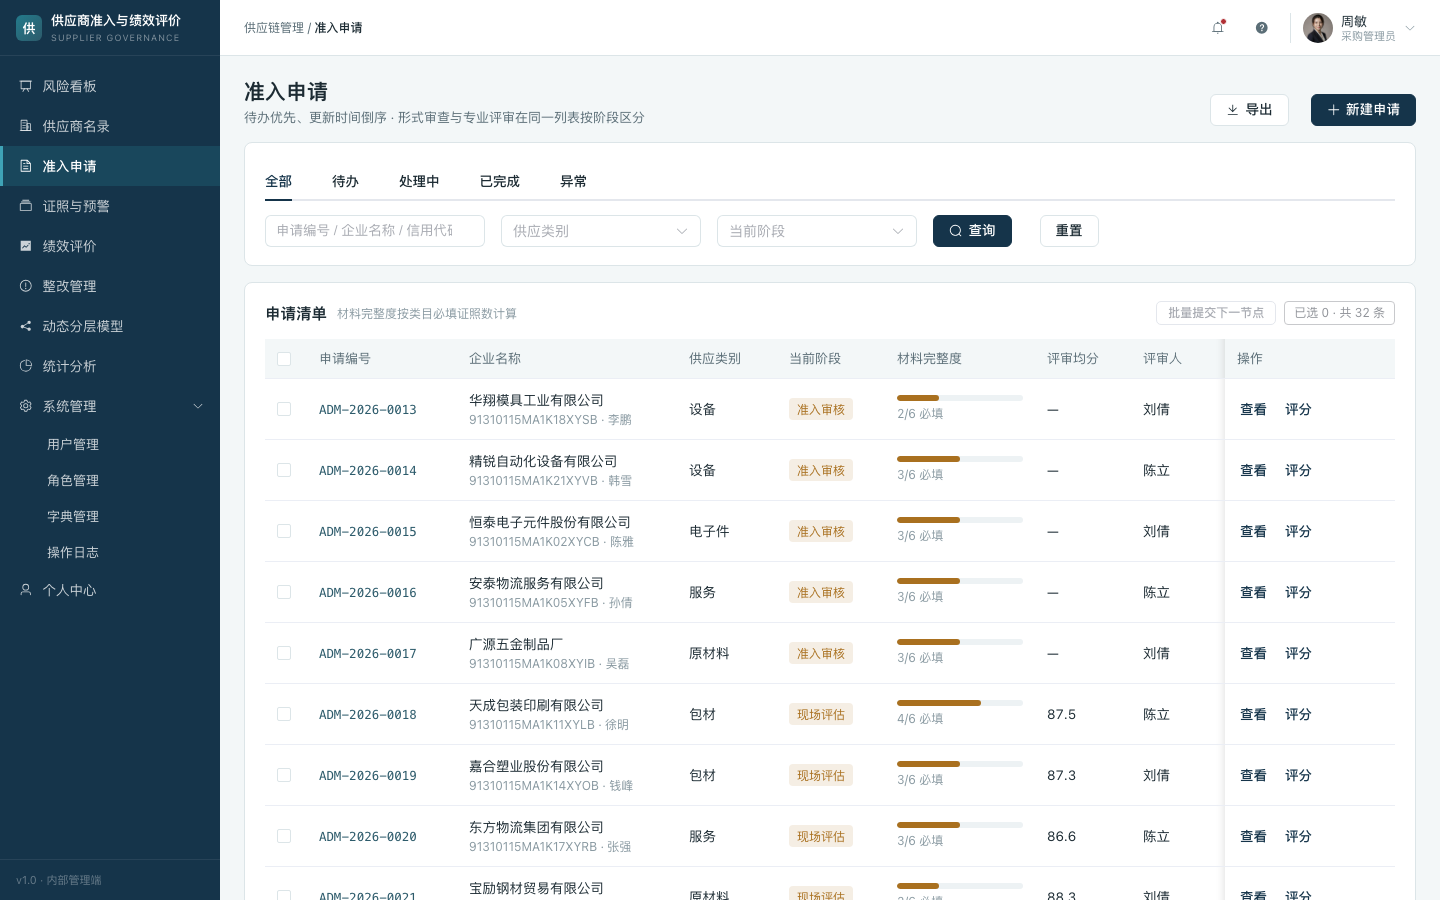 供
供应商准入与绩效评价
SUPPLIER GOVERNANCE
风险看板
供应商名录
准入申请
证照与预警
绩效评价
整改管理
动态分层模型
统计分析
系统管理
用户管理
角色管理
字典管理
操作日志
个人中心
v1.0 · 内部管理端
供应链管理 / 准入申请
周敏
采购管理员
准入申请
待办优先、更新时间倒序 · 形式审查与专业评审在同一列表按阶段区分
导出
新建申请
全部 待办 处理中 已完成 异常
申请编号 / 企业名称 / 信用代码 供应类别 当前阶段 查询 重置
申请清单 材料完整度按类目必填证照数计算 批量提交下一节点 已选 0 · 共 32 条
申请编号 企业名称 供应类别 当前阶段 材料完整度 评审均分 评审人 操作
ADM-2026-0013 华翔模具工业有限公司 设备 准入审核 2/6 必填 — 刘倩 查看 评分
91310115MA1K18XYSB · 李鹏
ADM-2026-0014 精锐自动化设备有限公司 设备 准入审核 3/6 必填 — 陈立 查看 评分
91310115MA1K21XYVB · 韩雪
ADM-2026-0015 恒泰电子元件股份有限公司 电子件 准入审核 3/6 必填 — 刘倩 查看 评分
91310115MA1K02XYCB · 陈雅
ADM-2026-0016 安泰物流服务有限公司 服务 准入审核 3/6 必填 — 陈立 查看 评分
91310115MA1K05XYFB · 孙倩
ADM-2026-0017 广源五金制品厂 原材料 准入审核 3/6 必填 — 刘倩 查看 评分
91310115MA1K08XYIB · 吴磊
ADM-2026-0018 天成包装印刷有限公司 包材 现场评估 4/6 必填 87.5 陈立 查看 评分
91310115MA1K11XYLB · 徐明
ADM-2026-0019 嘉合塑业股份有限公司 包材 现场评估 3/6 必填 87.3 刘倩 查看 评分
91310115MA1K14XYOB · 钱峰
ADM-2026-0020 东方物流集团有限公司 服务 现场评估 3/6 必填 86.6 陈立 查看 评分
91310115MA1K17XYRB · 张强
ADM-2026-0021 宝励钢材贸易有限公司 原材料 现场评估 2/6 必填 88.3 刘倩 查看 评分